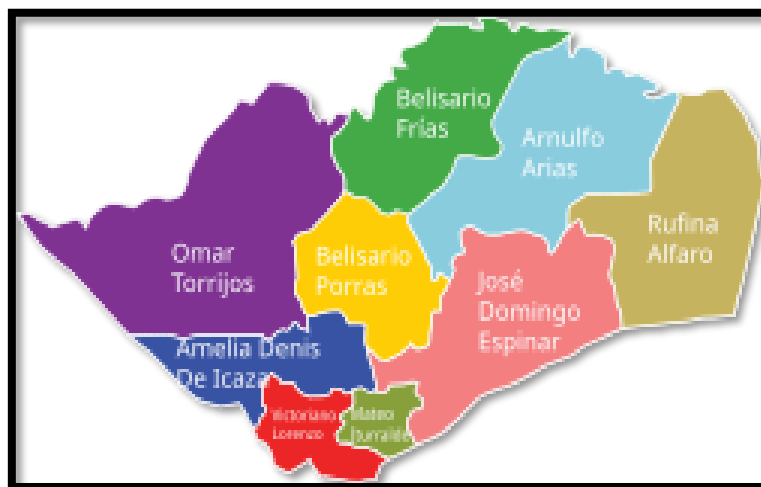 Belisario
Frías
Arnulfo
Arias
Rufina
Alfaro
Omar
Torrijos
Belisario
Porras
José
Domingo
Espinar
Amelia Denis
De Icaza
Victoriano
Lorenzo
Mateo
Iturralde